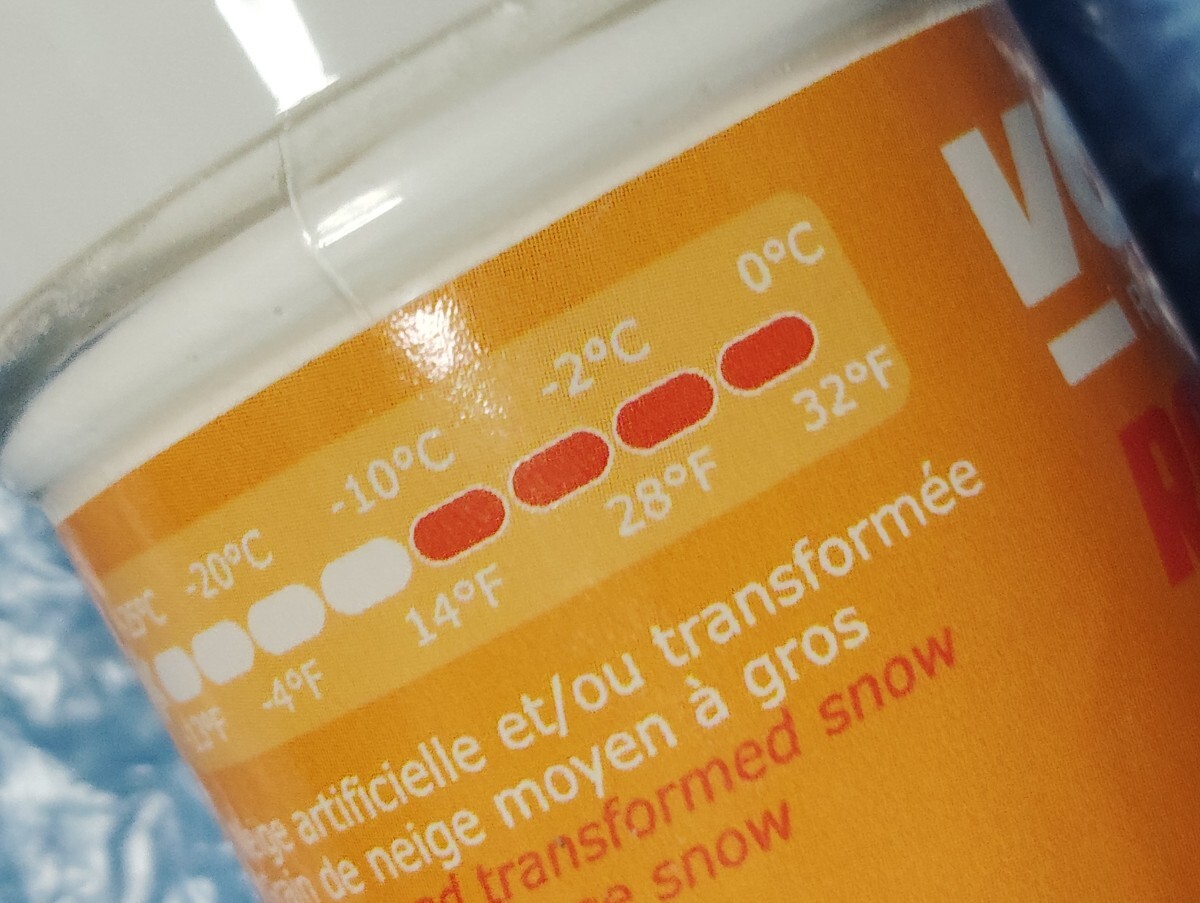 -20°C -10°C -2°C 0°C
-4°F 14°F 28°F 32°F
artificielle et/ou transformée
de neige moyen à gros
transformed snow
snow